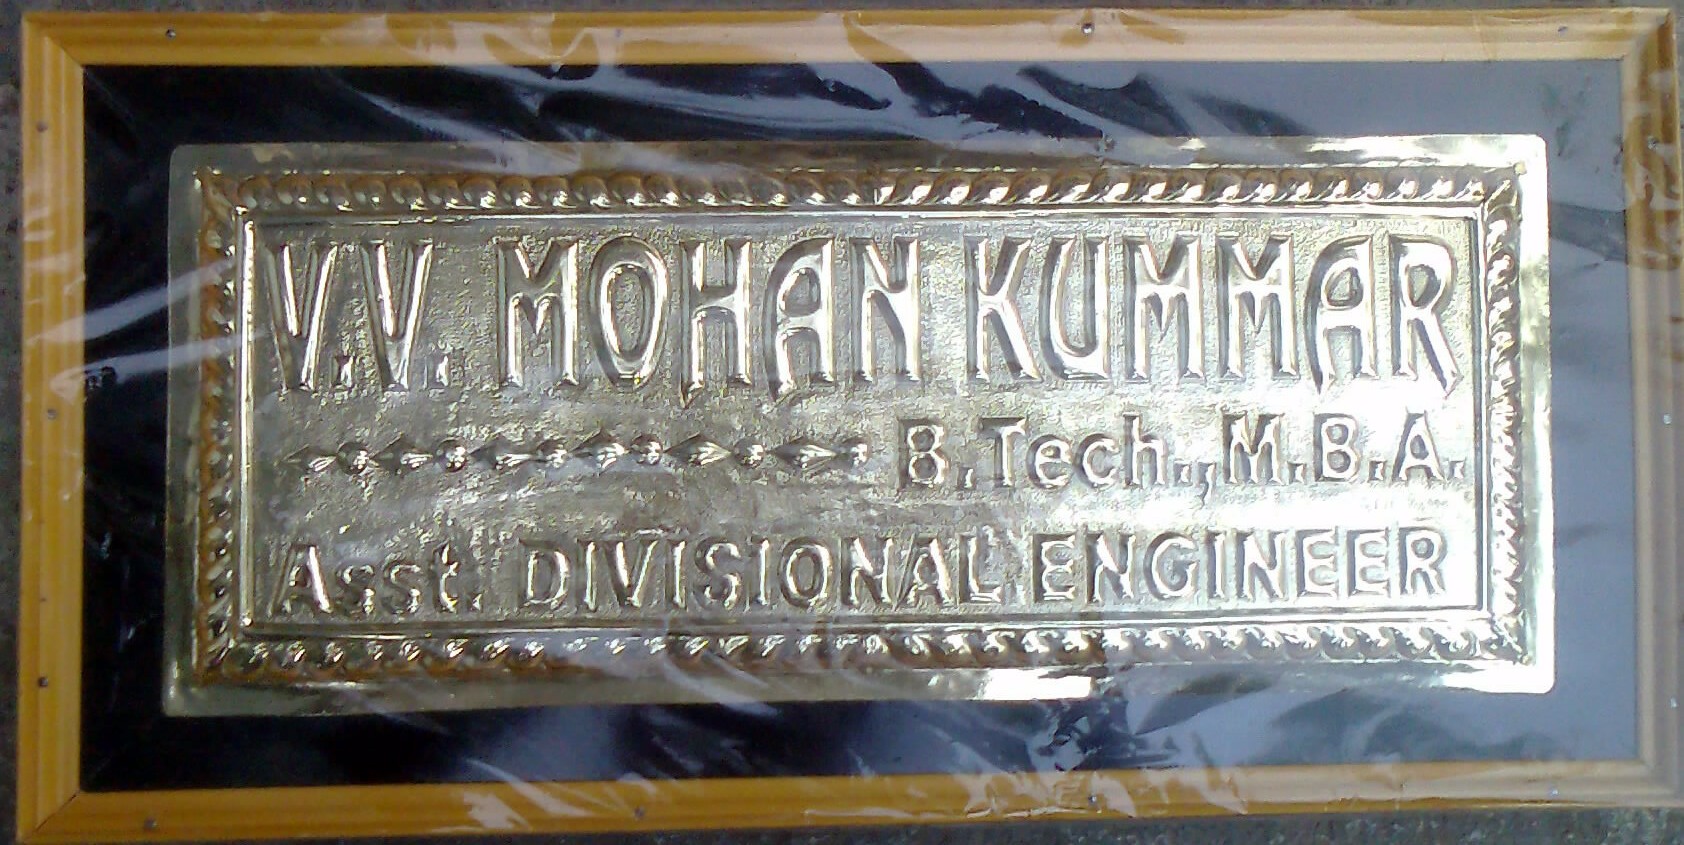 V.V. MOHAN KUMMAR
B.Tech., M.B.A.
Asst. DIVISIONAL ENGINEER